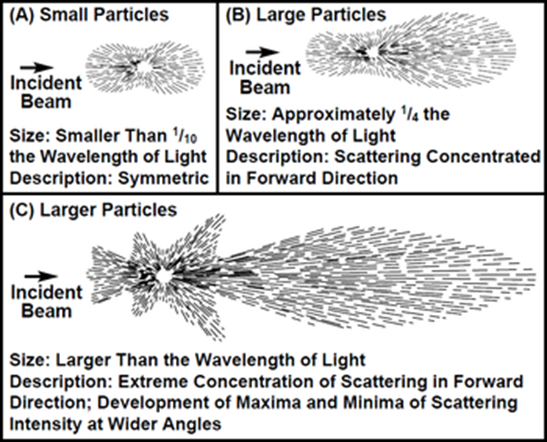 (A) Small Particles
Incident
Beam
Size: Smaller Than 1/10
the Wavelength of Light
Description: Symmetric
(B) Large Particles
Incident
Beam
Size: Approximately 1/4 the
Wavelength of Light
Description: Scattering Concentrated
in Forward Direction
(C) Larger Particles
Incident
Beam
Size: Larger Than the Wavelength of Light
Description: Extreme Concentration of Scattering in Forward
Direction; Development of Maxima and Minima of Scattering
Intensity at Wider Angles